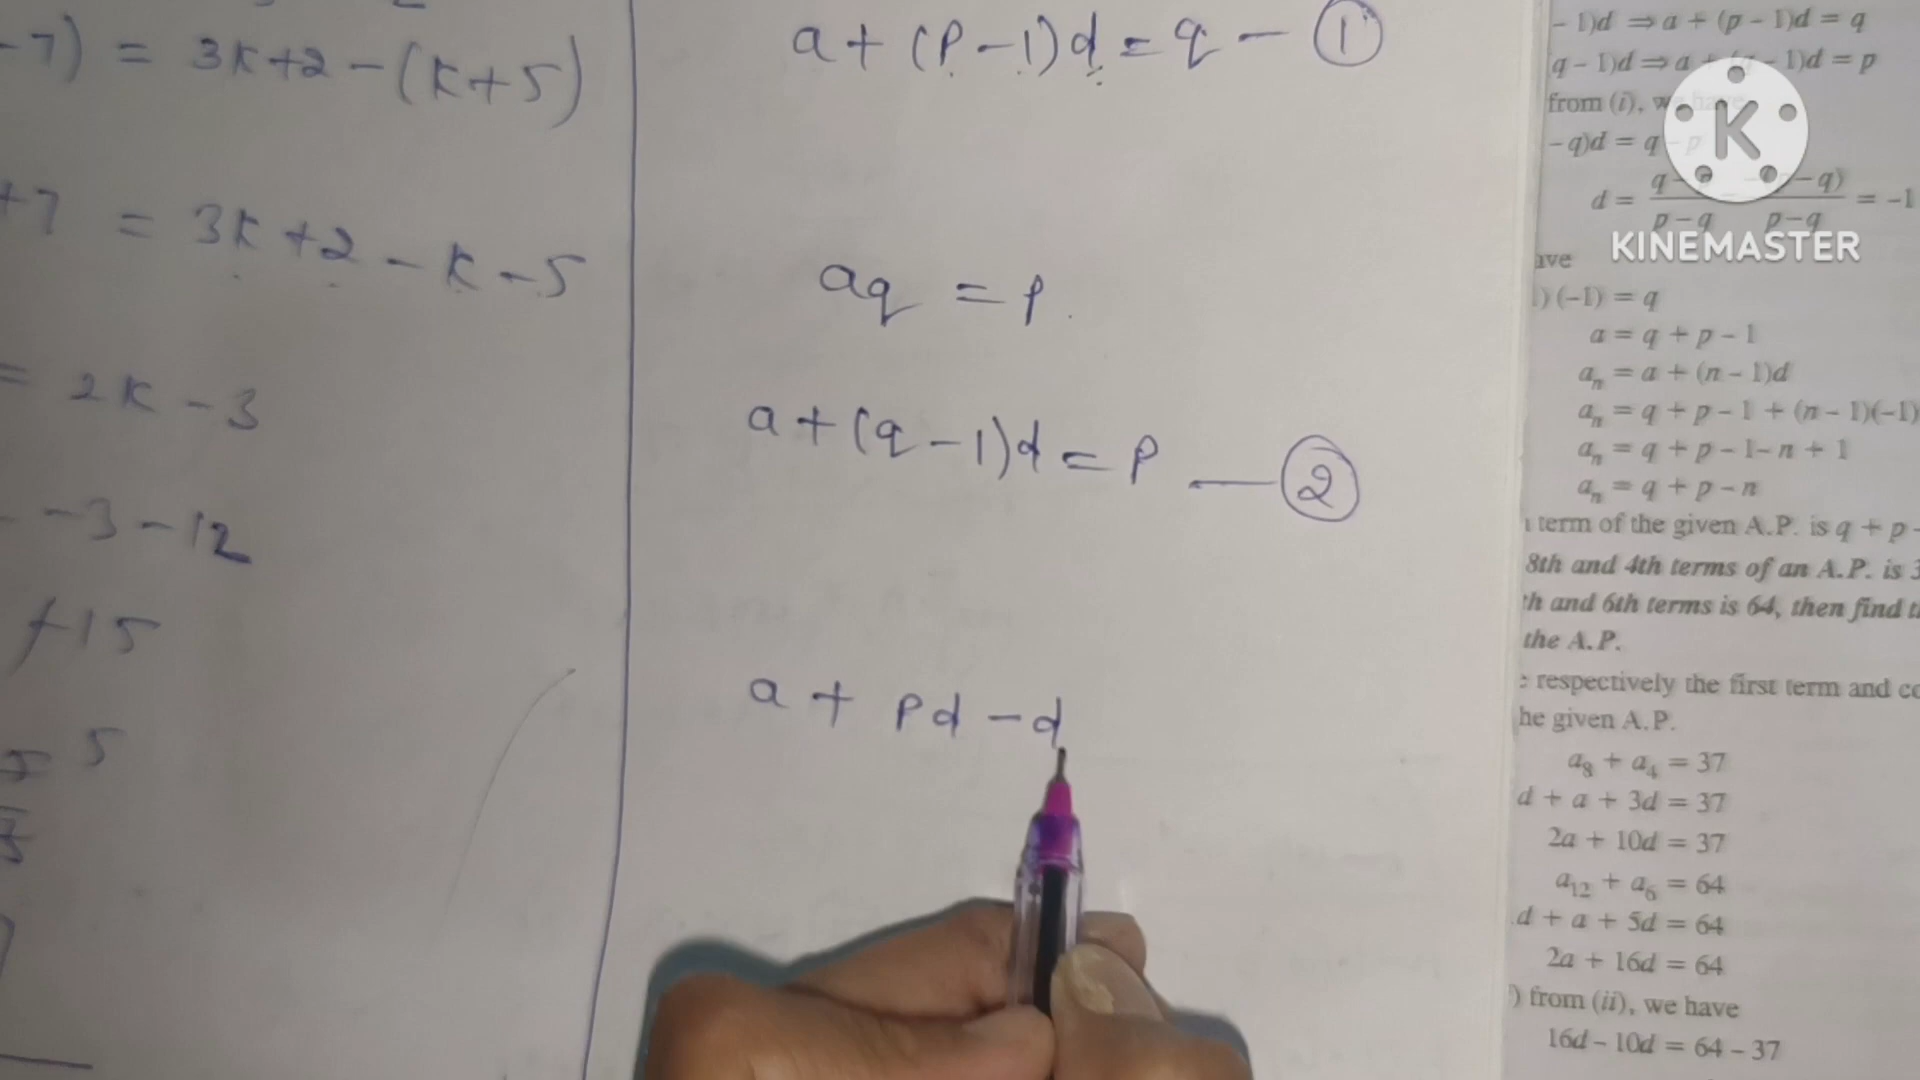 -7) = 3k+2-(k+5)
+7 = 3k+2-k-5
= 2k-3
-3-12
+15
5
a+(p-1)d=q — ①
aq = p.
a+(q-1)d=p — ②
a + pd - d
- 1)d ⇒ a + (p - 1)d = q
q - 1)d ⇒ a + (q - 1)d = p
from (i), we have
- q)d = q - p
d = q - p / p - q = - (p - q) / p - q = -1
ave
) (-1) = q
a = q + p - 1
aₙ = a + (n - 1)d
aₙ = q + p - 1 + (n - 1)(-1)
aₙ = q + p - 1 - n + 1
aₙ = q + p - n
term of the given A.P. is q + p -
8th and 4th terms of an A.P. is 3
th and 6th terms is 64, then find t
the A.P.
respectively the first term and co
he given A.P.
a₈ + a₄ = 37
d + a + 3d = 37
2a + 10d = 37
a₁₂ + a₆ = 64
d + a + 5d = 64
2a + 16d = 64
) from (ii), we have
16d - 10d = 64 - 37
K
KINEMASTER